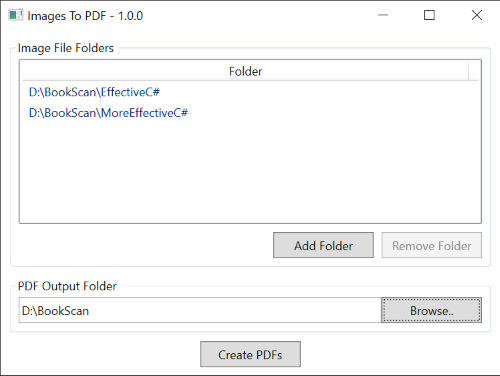 Images To PDF - 1.0.0
Image File Folders
Folder
D:\BookScan\EffectiveC#
D:\BookScan\MoreEffectiveC#
Add Folder
Remove Folder
PDF Output Folder
D:\BookScan
Browse..
Create PDFs